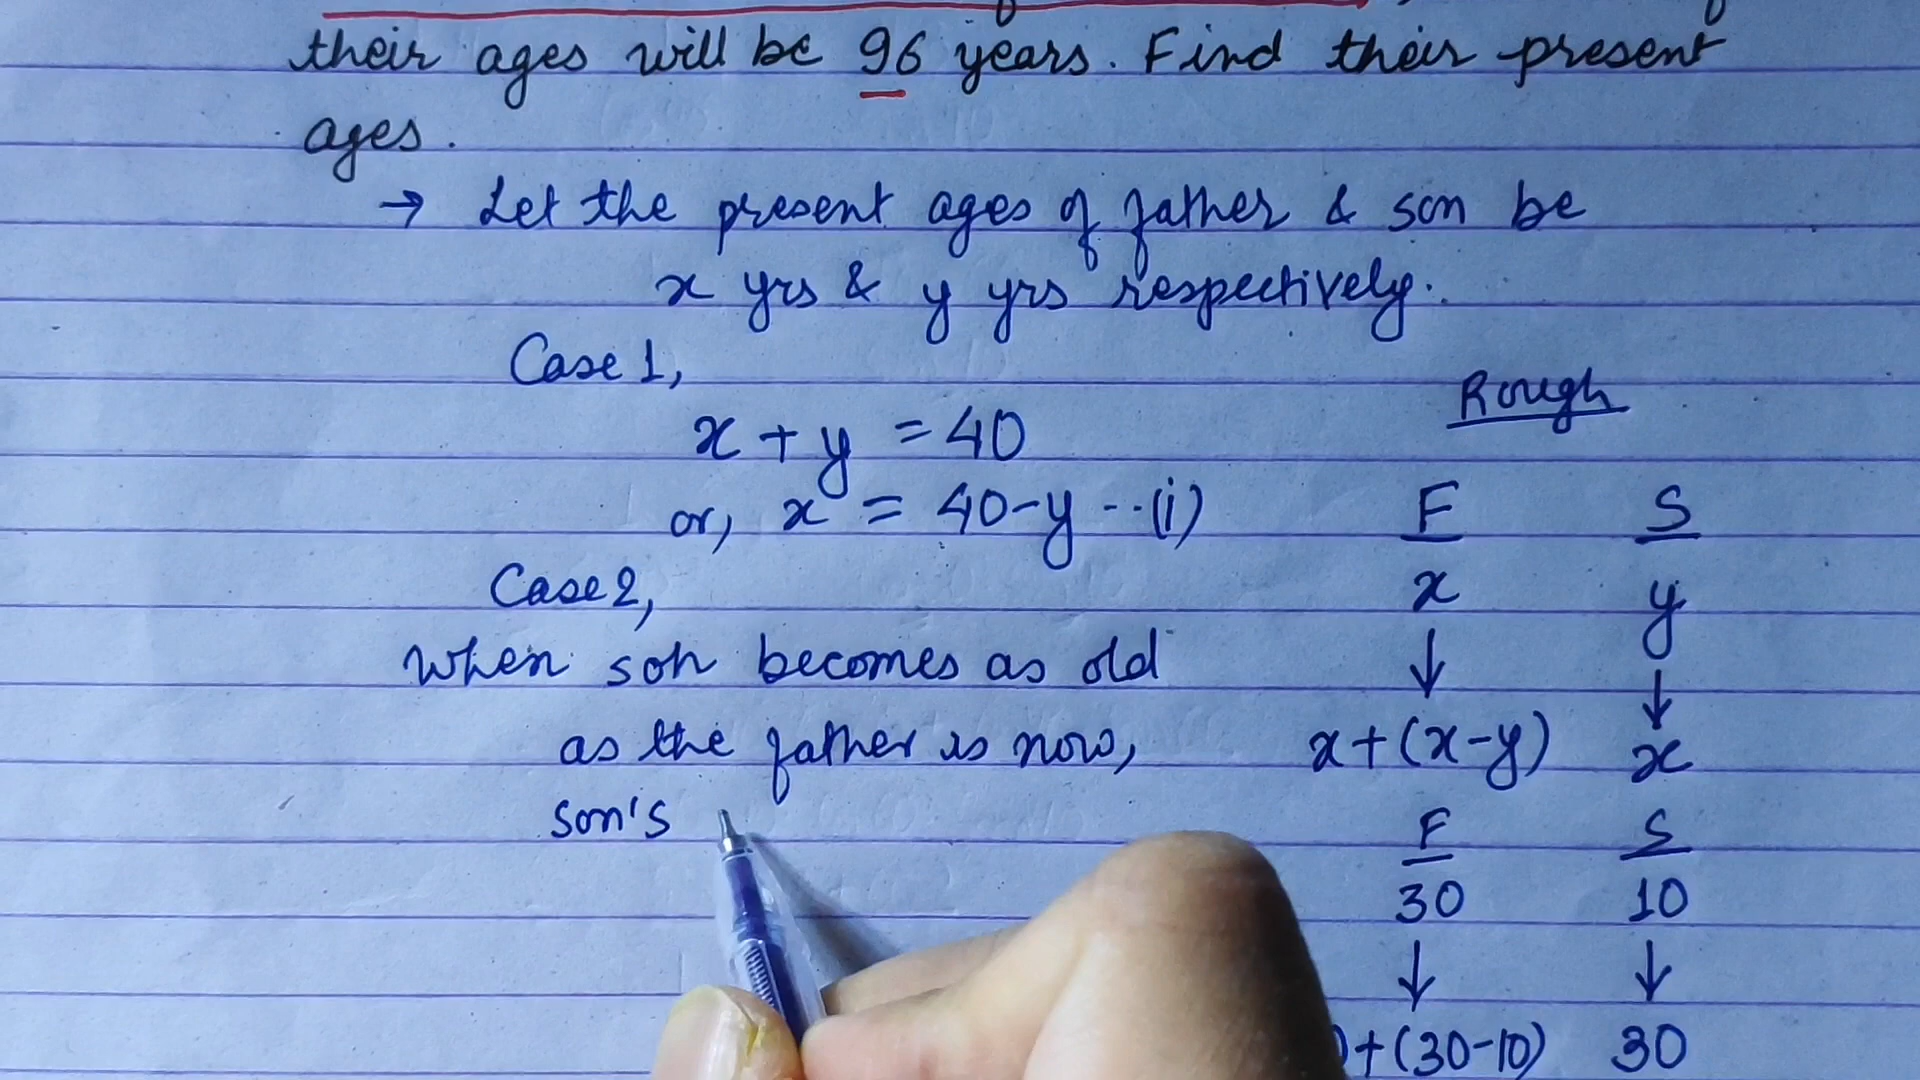 their ages will be 96 years. Find their present
ages.
→ Let the present ages of father & son be
x yrs & y yrs respectively.
Case 1,
x + y = 40
or, x = 40-y --(i)
Case 2,
When son becomes as old
as the father is now,
son's
Rough
F S
x y
↓ ↓
x+(x-y) x
F S
30 10
↓ ↓
+(30-10) 30